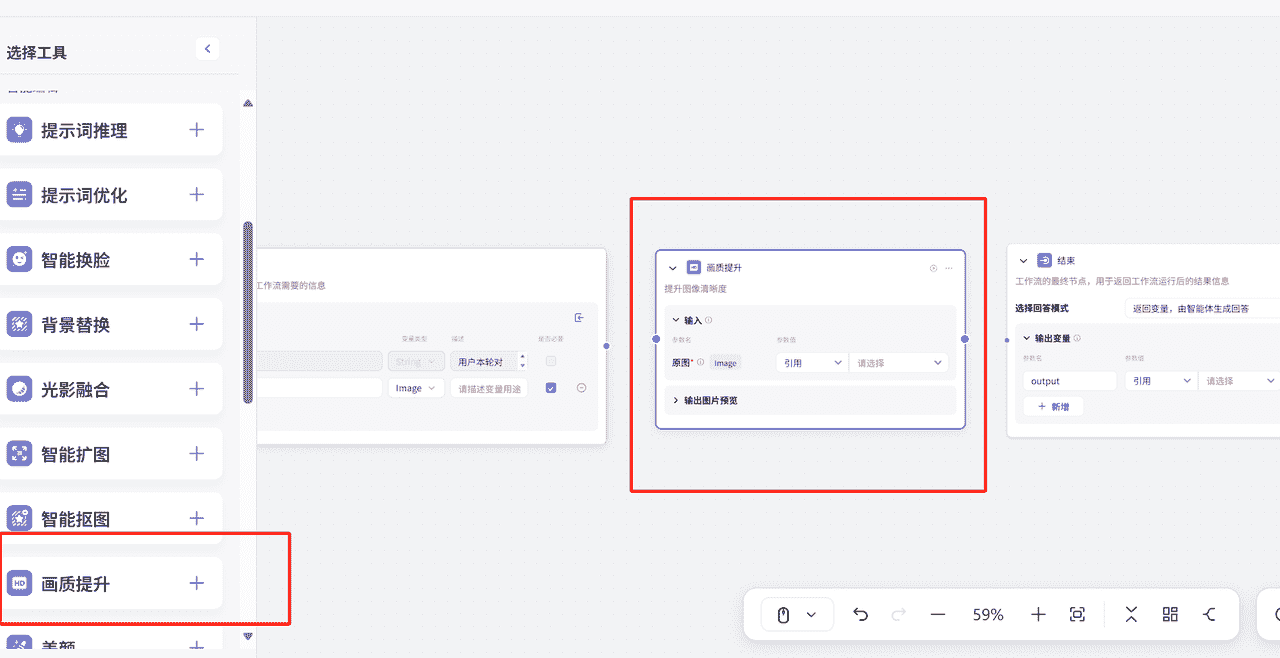 选择工具
提示词推理
提示词优化
智能换脸
背景替换
光影融合
智能扩图
智能抠图
HD 画质提升
美颜
工作流需要的信息
变量类型 描述 是否必要
String 用户本轮对
Image 请描述变量用途
HD 画质提升
提升图像清晰度
输入
参数名 参数值
原图* Image 引用 请选择
输出图片预览
结束
工作流的最终节点，用于返回工作流运行后的结果信息
选择回答模式 返回变量，由智能体生成回答
输出变量
参数名 参数值
output 引用 请选择
+ 新增
59%